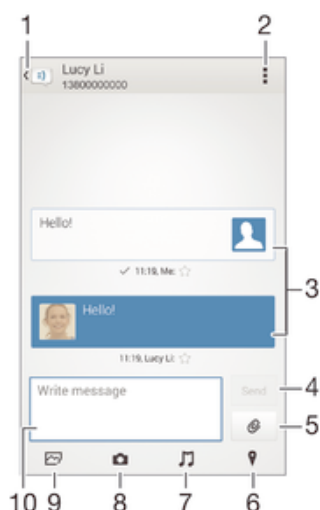 1
2
Lucy Li
13800000000
Hello!
11:19, Me:
3
Hello!
11:19, Lucy Li:
Write message
Send
4
5
10 9 8 7 6